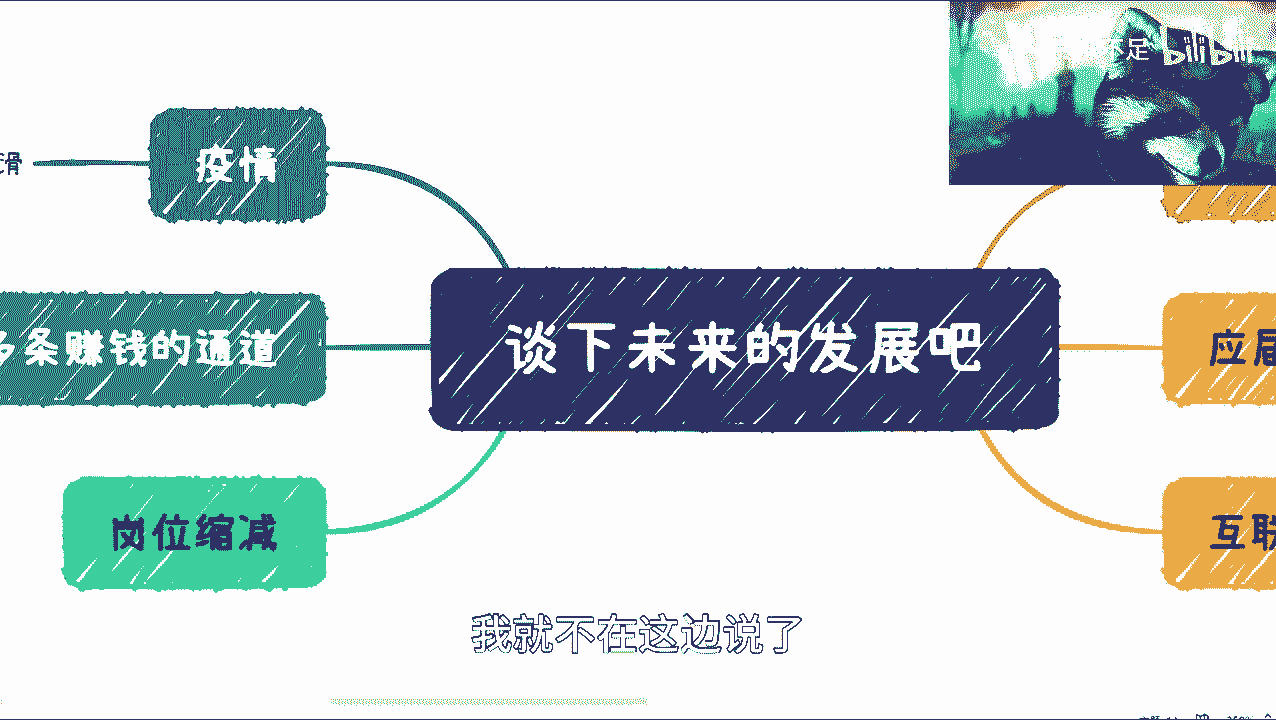 不足 bilibili
疫情
滑
谈下未来的发展吧
多条赚钱的通道
应届
岗位缩减
互联
我就不在这边说了